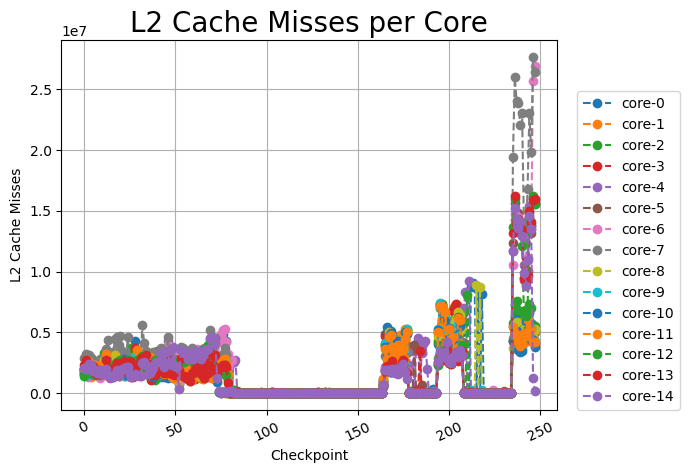 L2 Cache Misses per Core
1e7
L2 Cache Misses
2.5
2.0
1.5
1.0
0.5
0.0
0
50
100
150
200
250
Checkpoint
core-0
core-1
core-2
core-3
core-4
core-5
core-6
core-7
core-8
core-9
core-10
core-11
core-12
core-13
core-14